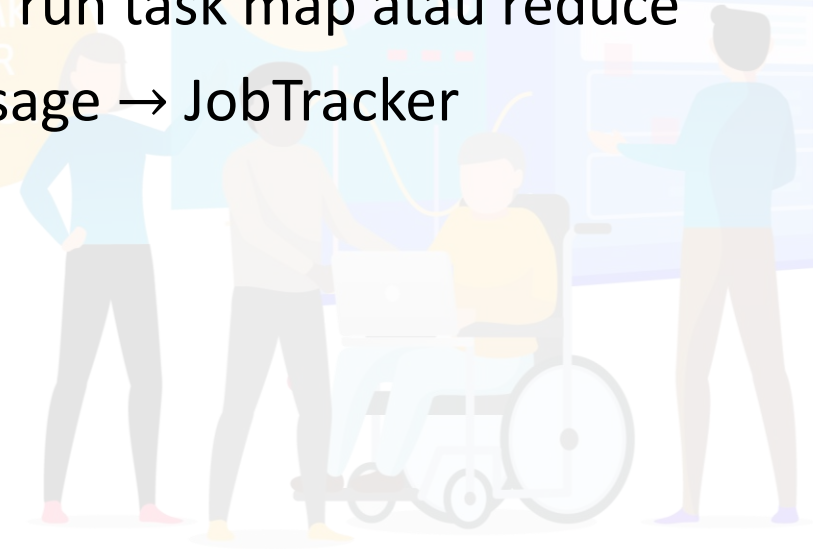 run task map atau reduce
sage → JobTracker